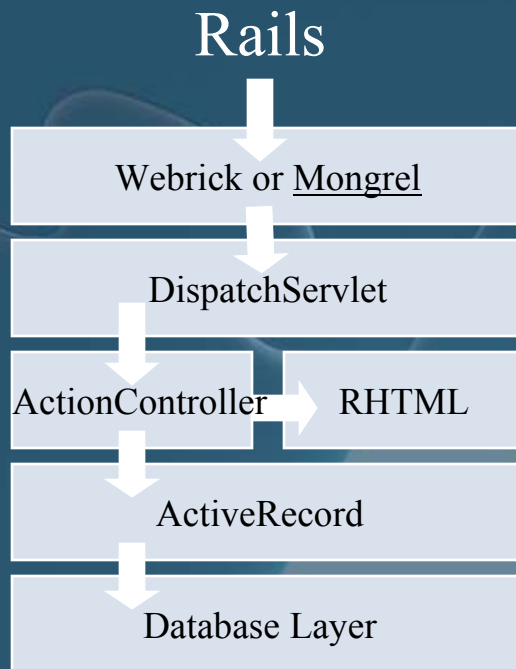 Rails
Webrick or Mongrel
DispatchServlet
ActionController
RHTML
ActiveRecord
Database Layer